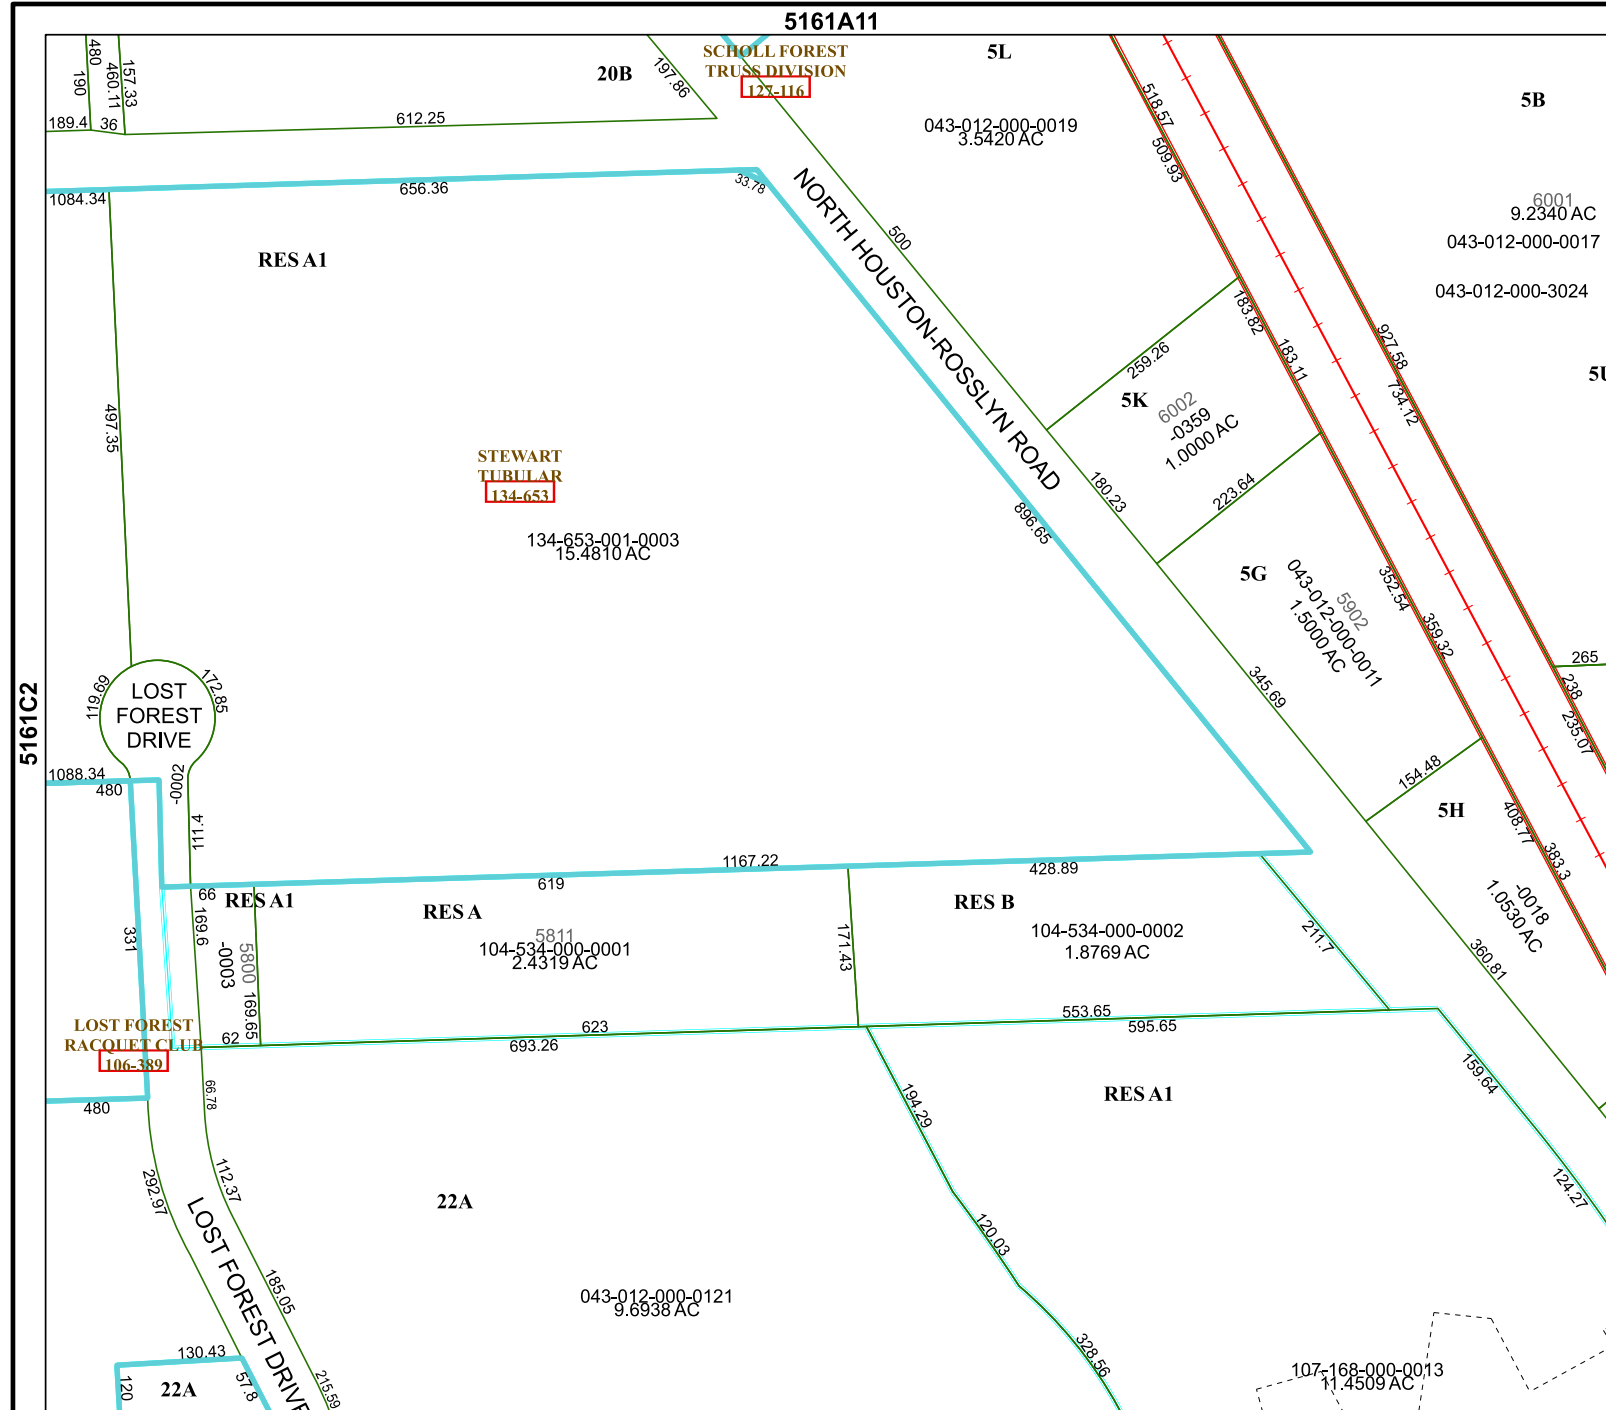 5161A11
480
190
460.11
157.33
189.4
36
612.25
20B
197.86
SCHOLL FOREST
TRUSS DIVISION
127-116
5L
043-012-000-0019
3.5420 AC
518.57
509.93
5B
6001
9.2340 AC
043-012-000-0017
043-012-000-3024
5U
1084.34
656.36
33.78
RES A1
NORTH HOUSTON-ROSSLYN ROAD
500
183.82
183.11
927.58
734.12
259.26
5K
6002
-0359
1.0000 AC
497.35
STEWART
TUBULAR
134-653
134-653-001-0003
15.4810 AC
896.65
180.23
223.64
5G
5902
043-012-000-0011
1.5000 AC
352.54
359.32
265
238
235.07
5161C2
119.69
172.85
LOST
FOREST
DRIVE
345.69
154.48
5H
408.77
383.3
-0018
1.0530 AC
360.81
1088.34
480
-0002
111.4
1167.22
619
428.89
66
RES A1
RES A
RES B
331
169.6
-0003
5800
169.65
5811
104-534-000-0001
2.4319 AC
171.43
104-534-000-0002
1.8769 AC
211.7
LOST FOREST
RACQUET CLUB
106-389
62
623
693.26
553.65
595.65
480
66.78
194.29
RES A1
159.64
124.27
292.97
112.37
22A
120.03
LOST FOREST DRIVE
185.05
043-012-000-0121
9.6938 AC
328.56
107-168-000-0013
11.4509 AC
130.43
120
22A
57.8
215.59